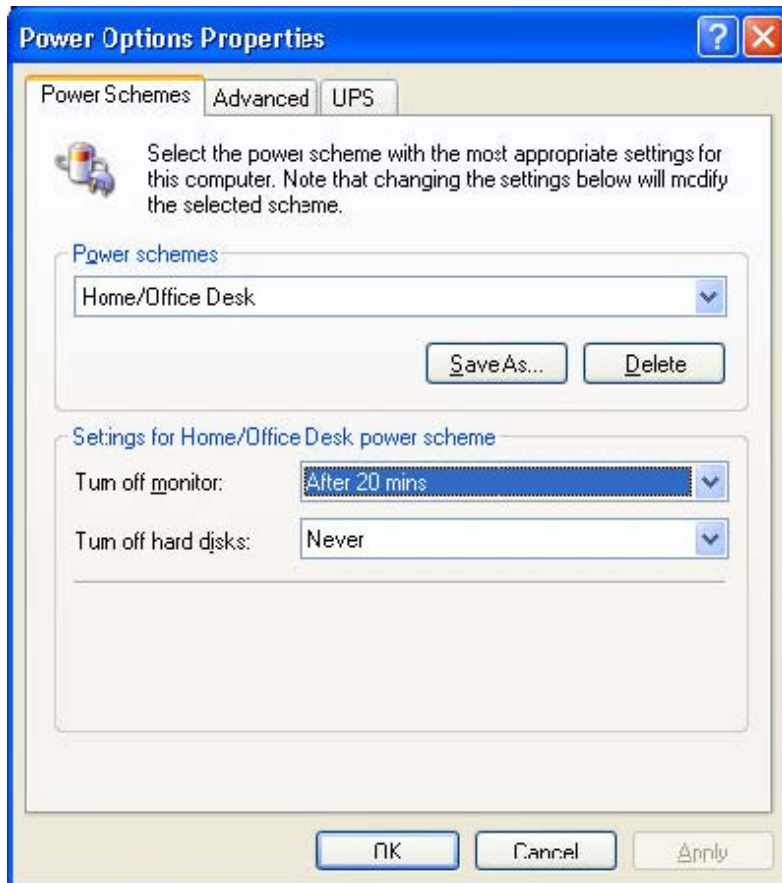 Power Options Properties
Power Schemes
Advanced
UPS
Select the power scheme with the most appropriate settings for
this computer. Note that changing the settings below will modify
the selected scheme.
Power schemes
Home/Office Desk
Save As...
Delete
Settings for Home/Office Desk power scheme
Turn off monitor:
After 20 mins
Turn off hard disks:
Never
OK
Cancel
Apply